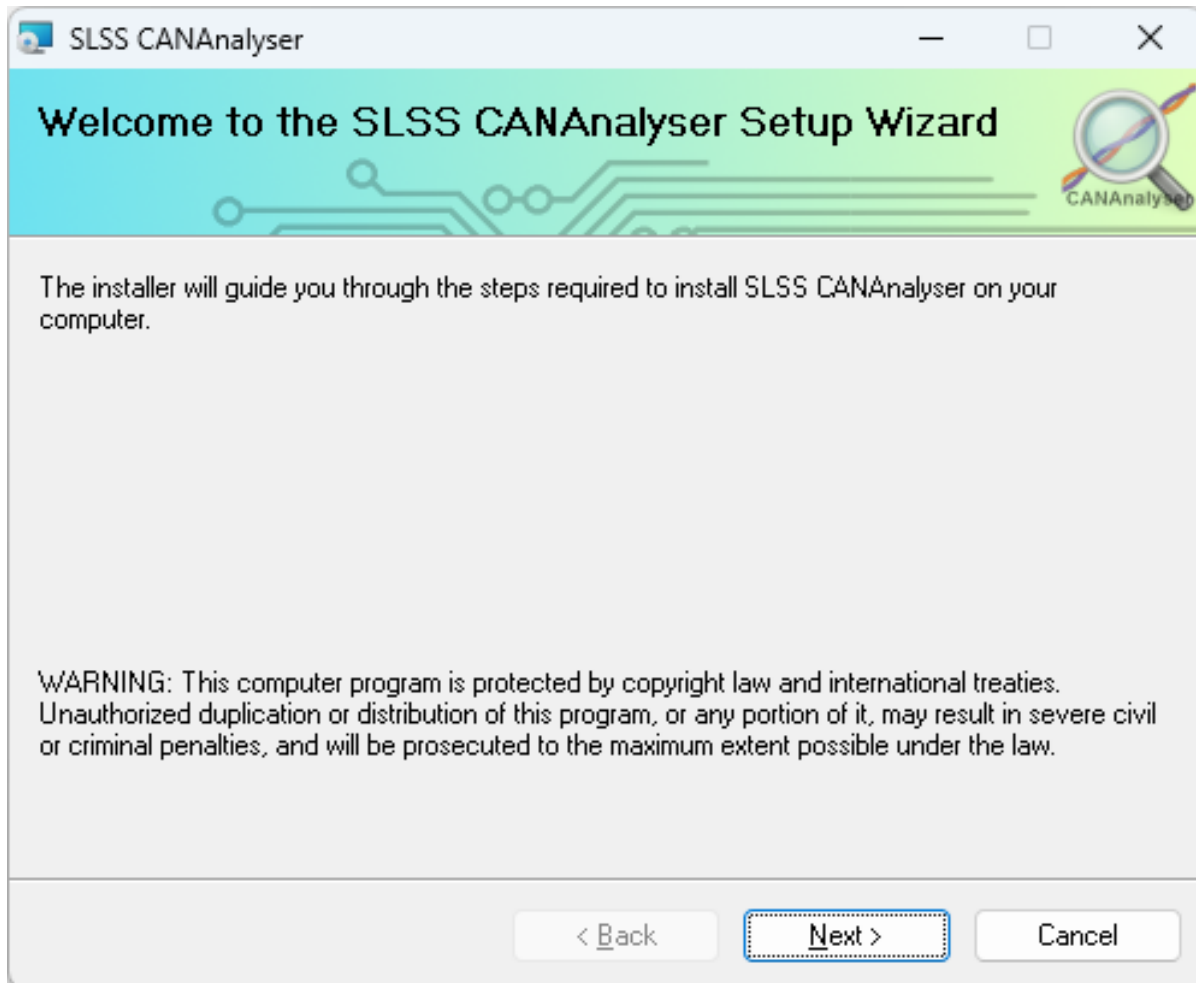 SLSS CANAnalyser
Welcome to the SLSS CANAnalyser Setup Wizard
CANAnalyser
The installer will guide you through the steps required to install SLSS CANAnalyser on your
computer.
WARNING: This computer program is protected by copyright law and international treaties.
Unauthorized duplication or distribution of this program, or any portion of it, may result in severe civil
or criminal penalties, and will be prosecuted to the maximum extent possible under the law.
< Back
Next >
Cancel